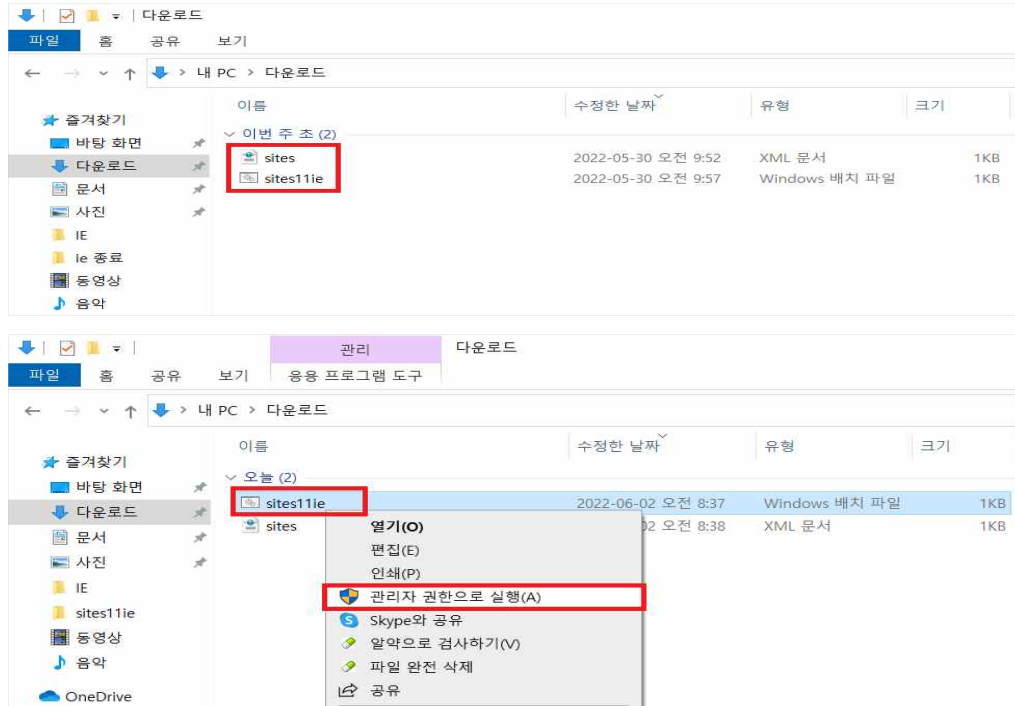 다운로드
파일 홈 공유 보기
내 PC > 다운로드
이름 수정한 날짜 유형 크기
즐겨찾기
이번 주 초 (2)
바탕 화면
sites 2022-05-30 오전 9:52 XML 문서 1KB
다운로드
sites11ie 2022-05-30 오전 9:57 Windows 배치 파일 1KB
문서
사진
IE
ie 종료
동영상
음악
관리 다운로드
파일 홈 공유 보기 응용 프로그램 도구
내 PC > 다운로드
이름 수정한 날짜 유형 크기
즐겨찾기
오늘 (2)
바탕 화면
sites11ie 2022-06-02 오전 8:37 Windows 배치 파일 1KB
다운로드
sites 02 오전 8:38 XML 문서 1KB
열기(O)
문서
편집(E)
사진
인쇄(P)
IE
관리자 권한으로 실행(A)
sites11ie
Skype와 공유
동영상
알약으로 검사하기(V)
음악
파일 완전 삭제
OneDrive
공유